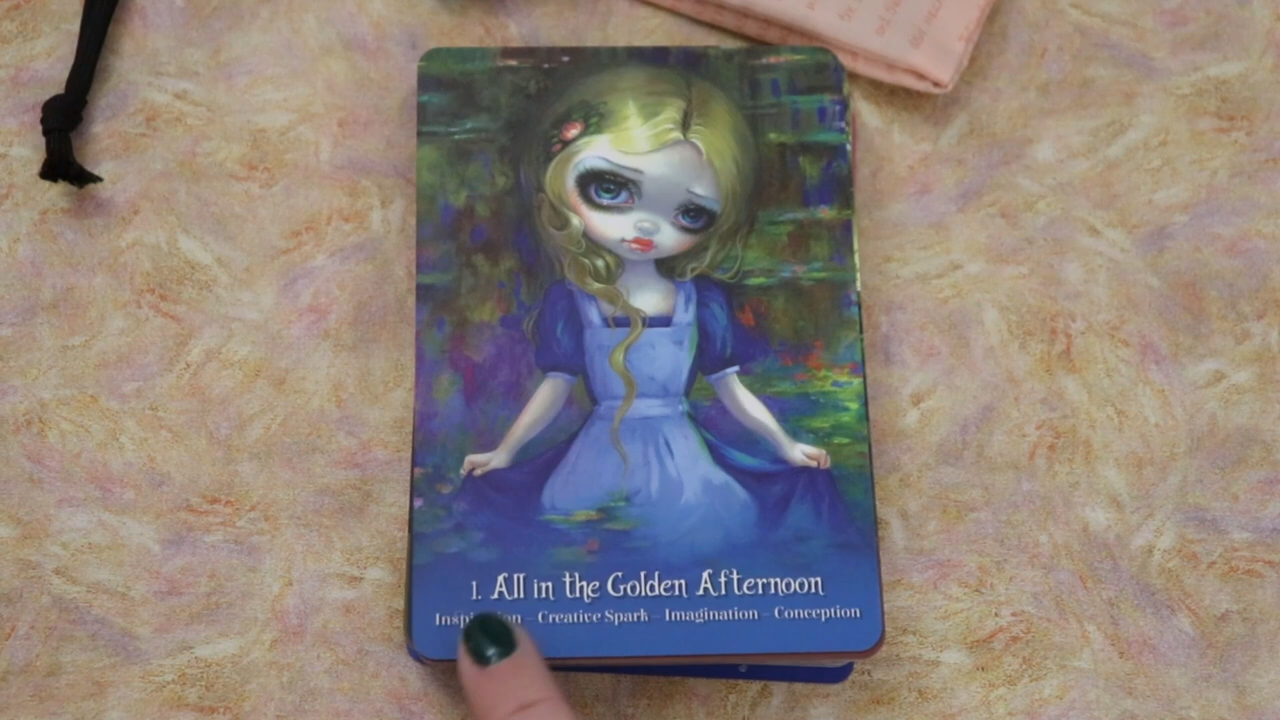 1. All in the Golden Afternoon
Creative Spark – Imagination – Conception